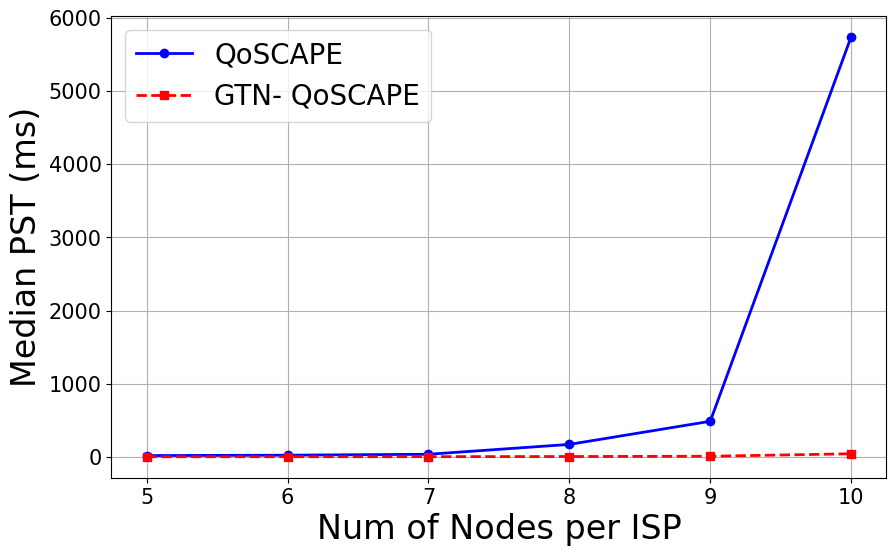 QoSCAPE
GTN- QoSCAPE
Median PST (ms)
6000
5000
4000
3000
2000
1000
0
5 6 7 8 9 10
Num of Nodes per ISP